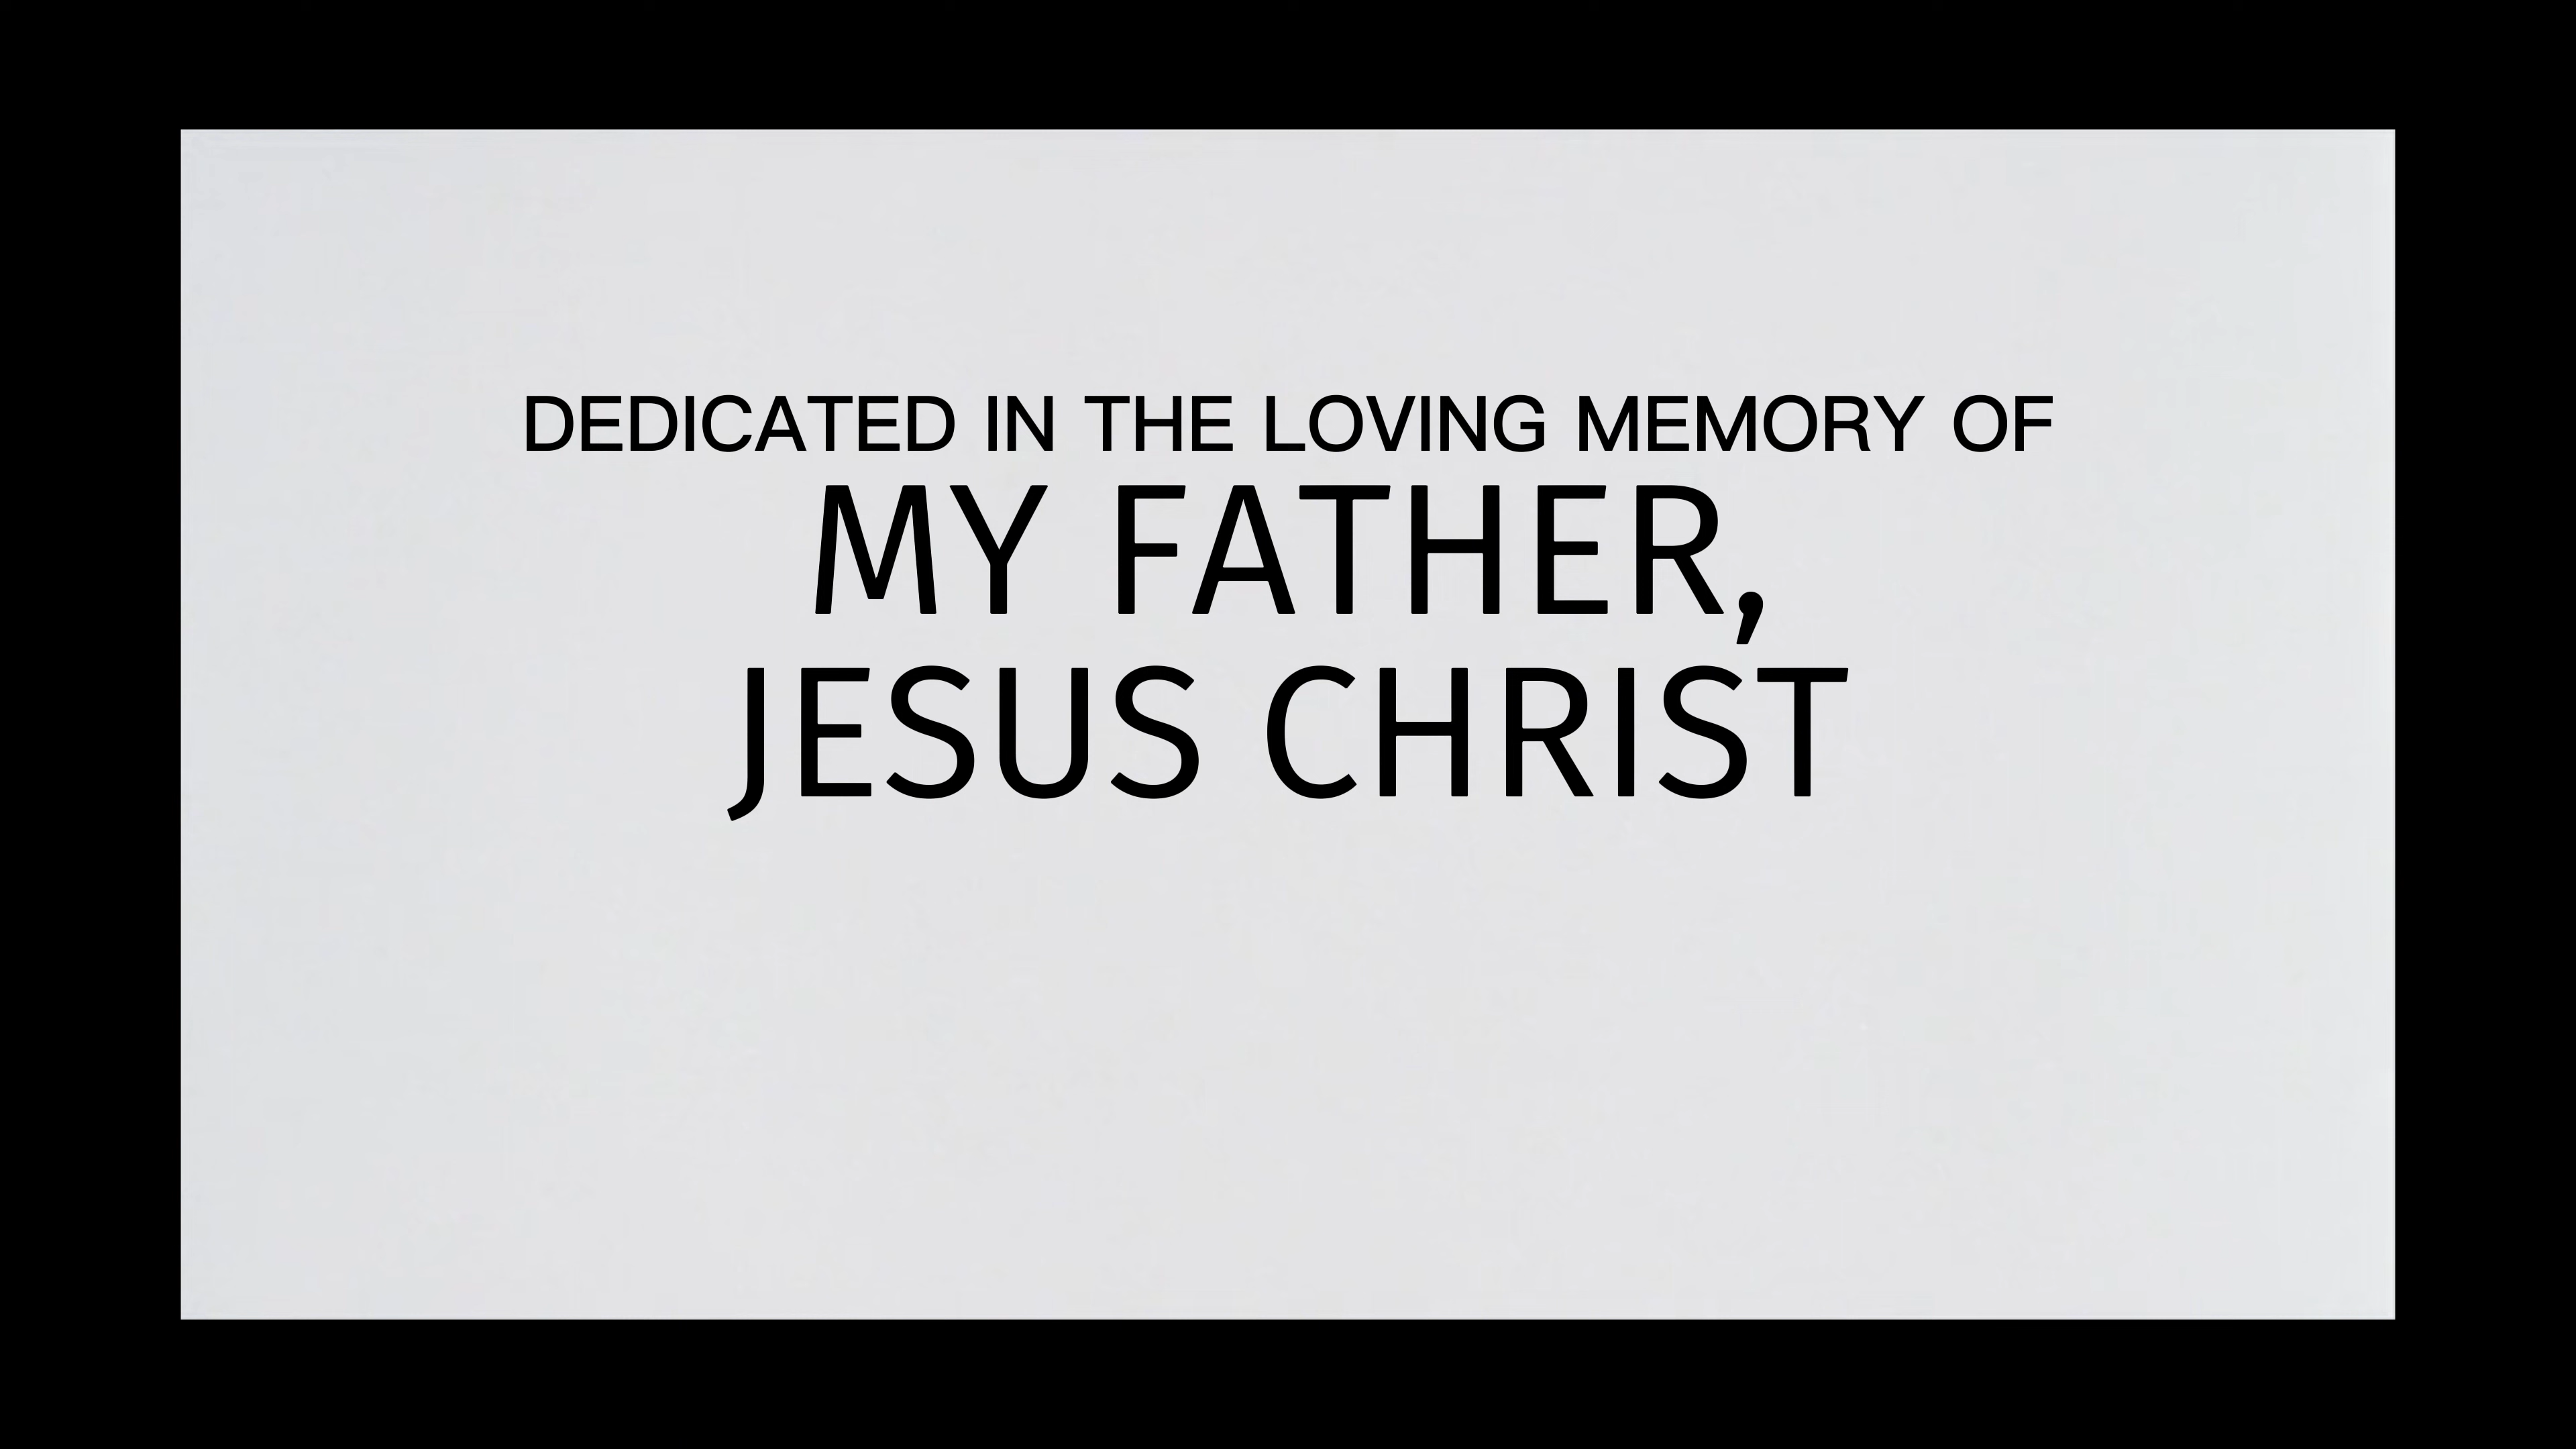 DEDICATED IN THE LOVING MEMORY OF
MY FATHER,
JESUS CHRIST